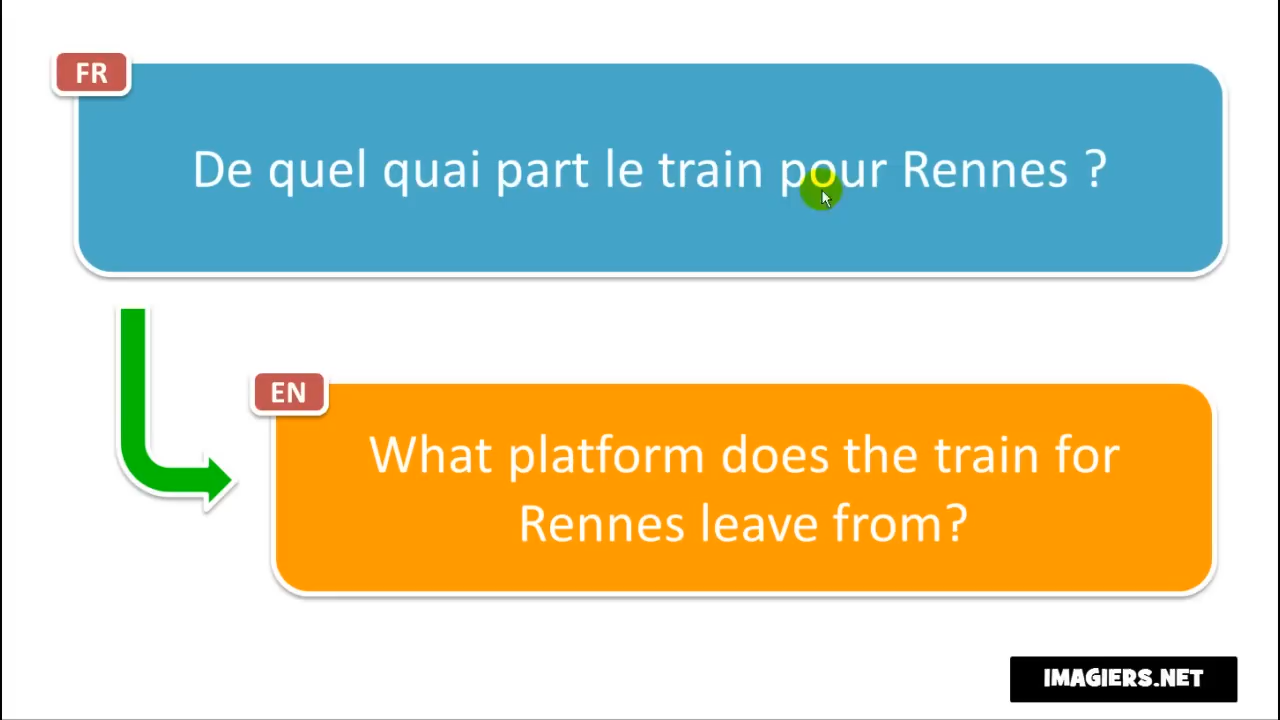 FR
De quel quai part le train pour Rennes ?
EN
What platform does the train for
Rennes leave from?
IMAGIERS.NET